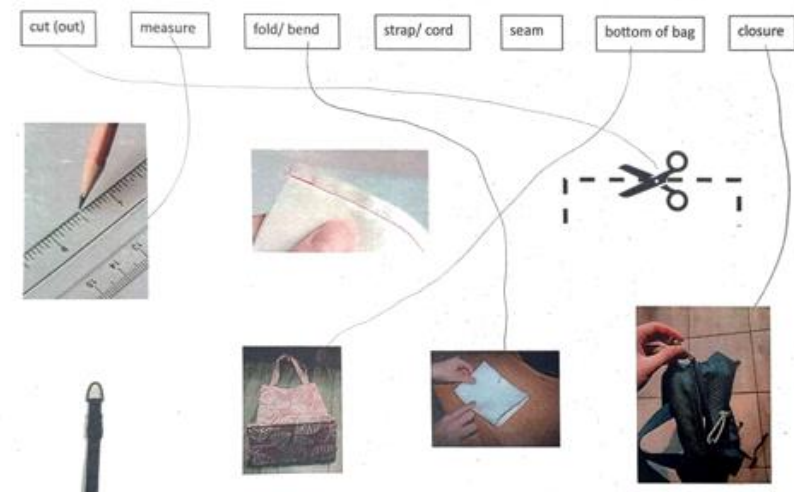 cut (out) measure fold/ bend strap/ cord seam bottom of bag closure